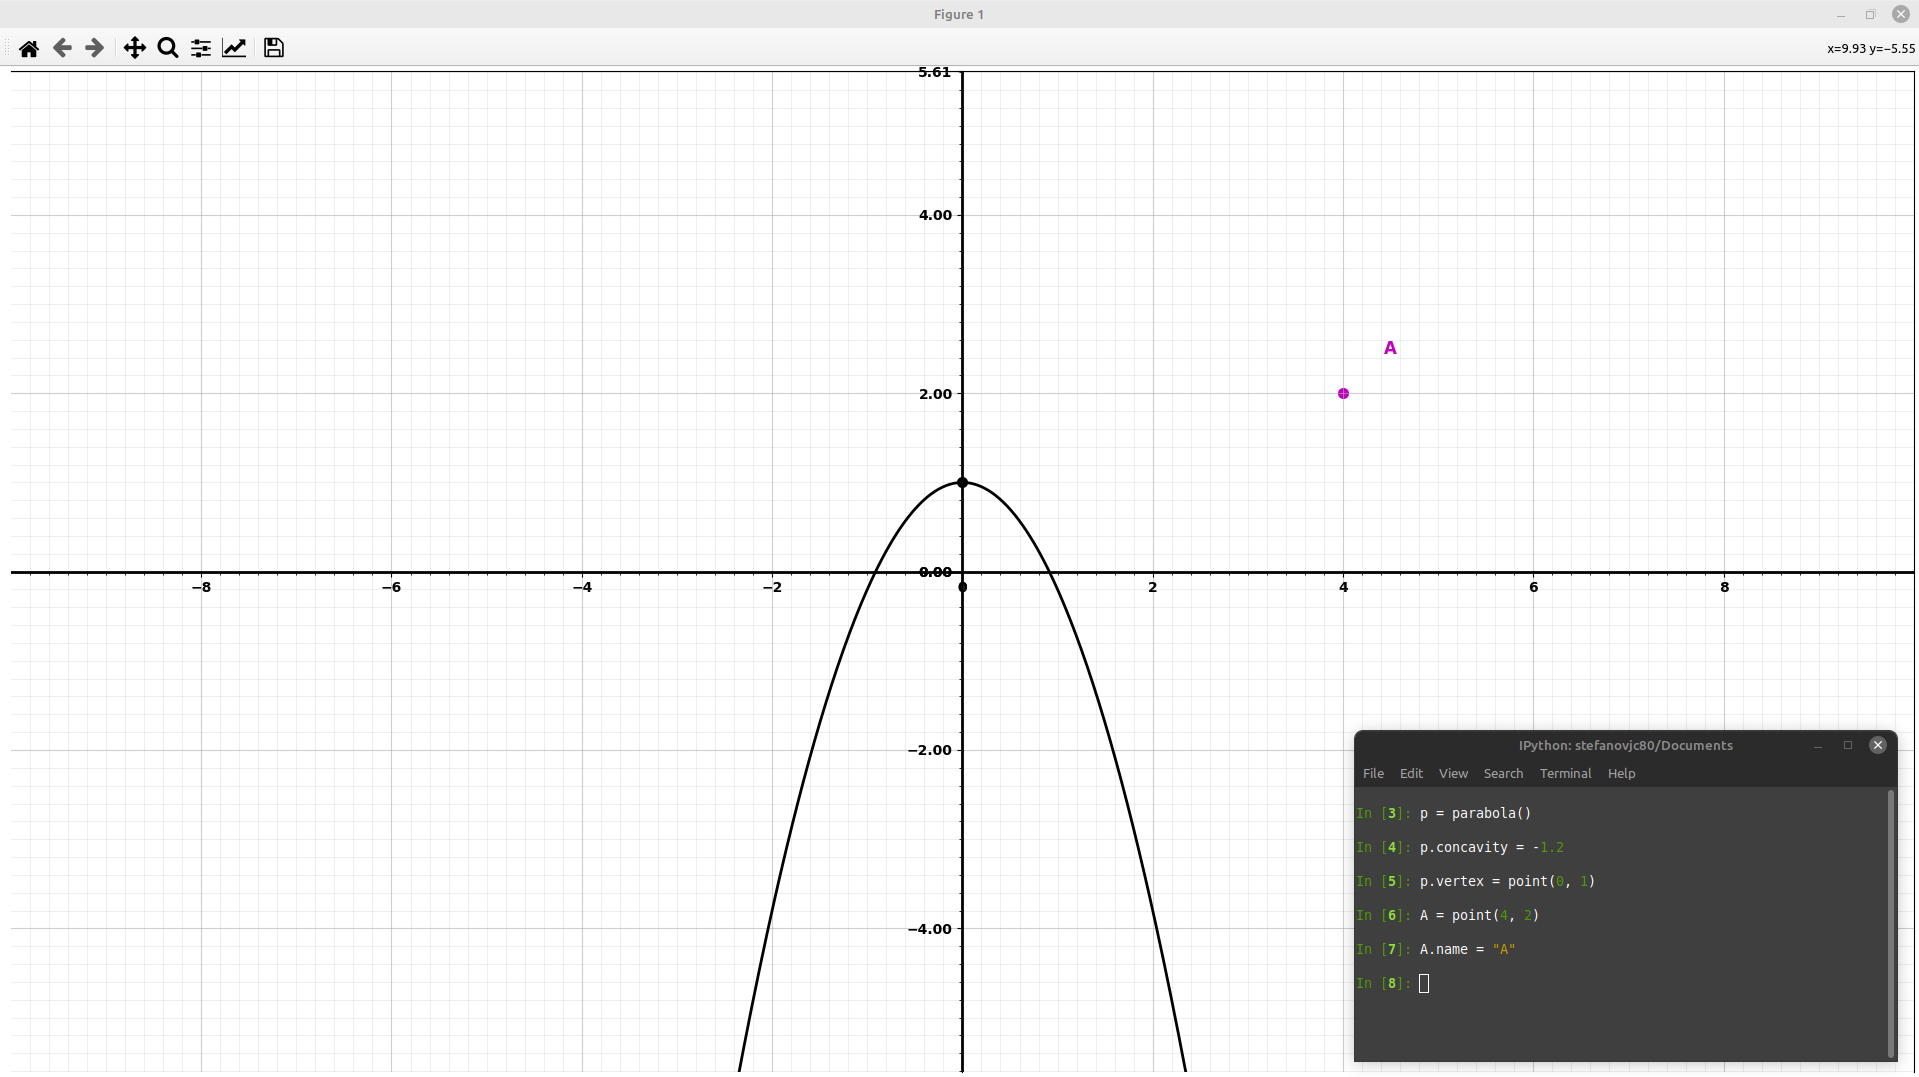 Figure 1
x=9.93 y=−5.55
5.61
4.00
A
2.00
0.00
−8 −6 −4 −2 0 2 4 6 8
−2.00
−4.00
IPython: stefanovjc80/Documents
File Edit View Search Terminal Help
In [3]: p = parabola()
In [4]: p.concavity = -1.2
In [5]: p.vertex = point(0, 1)
In [6]: A = point(4, 2)
In [7]: A.name = "A"
In [8]: